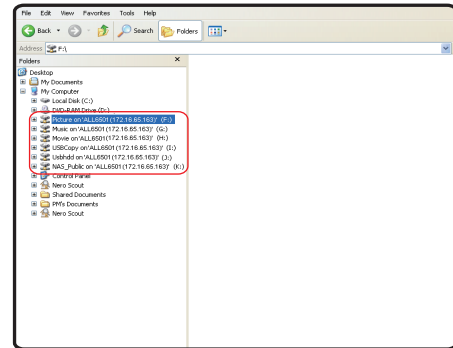 File Edit View Favorites Tools Help
Back Search Folders
Address F:\
Folders ×
Desktop
My Documents
My Computer
Local Disk (C:)
DVD-RAM Drive (D:)
Picture on 'ALL6501(172.16.65.163)' (F:)
Music on 'ALL6501(172.16.65.163)' (G:)
Movie on 'ALL6501(172.16.65.163)' (H:)
USBCopy on 'ALL6501(172.16.65.163)' (I:)
Usbhdd on 'ALL6501(172.16.65.163)' (J:)
NAS_Public on 'ALL6501(172.16.65.163)' (K:)
Control Panel
Nero Scout
Shared Documents
PM's Documents
Nero Scout